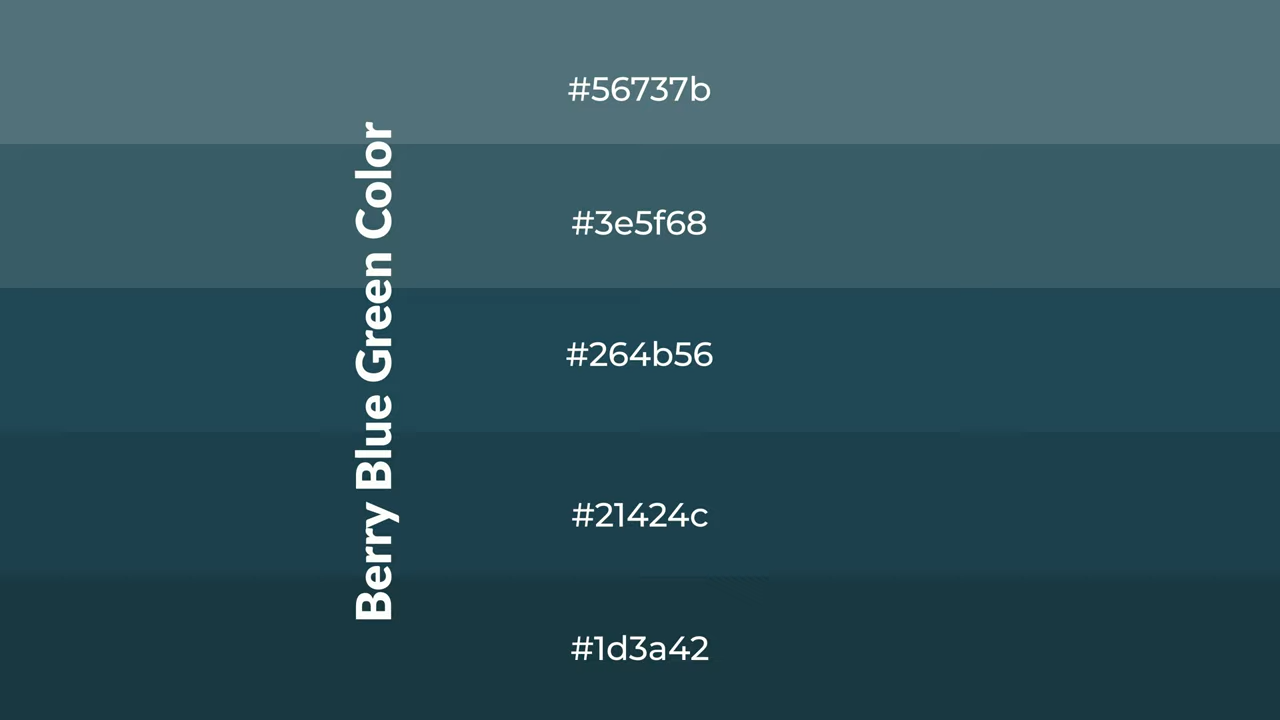 Berry Blue Green Color
#56737b
#3e5f68
#264b56
#21424c
#1d3a42